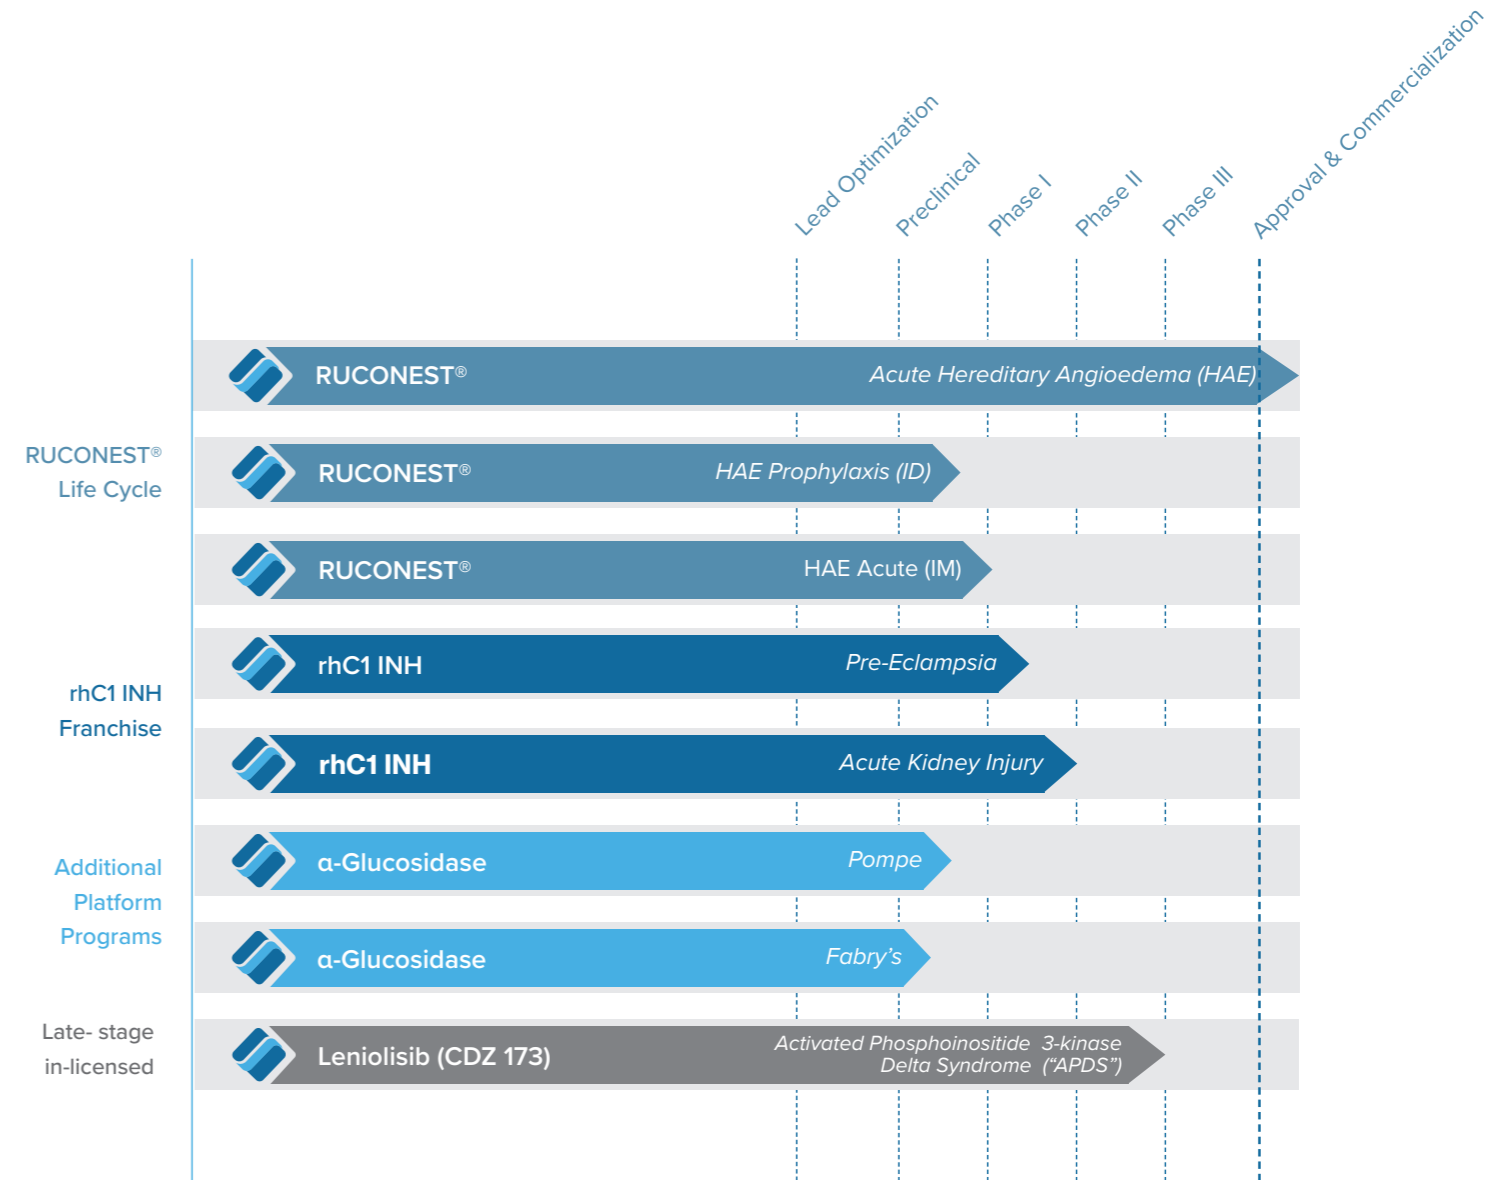 Lead Optimization
Preclinical
Phase I
Phase II
Phase III
Approval & Commercialization
RUCONEST®
Life Cycle
RUCONEST® Acute Hereditary Angioedema (HAE)
RUCONEST® HAE Prophylaxis (ID)
RUCONEST® HAE Acute (IM)
rhC1 INH
Franchise
rhC1 INH Pre-Eclampsia
rhC1 INH Acute Kidney Injury
Additional
Platform
Programs
α-Glucosidase Pompe
α-Glucosidase Fabry’s
Late- stage
in-licensed
Leniolisib (CDZ 173)
Activated Phosphoinositide 3-kinase
Delta Syndrome (“APDS”)